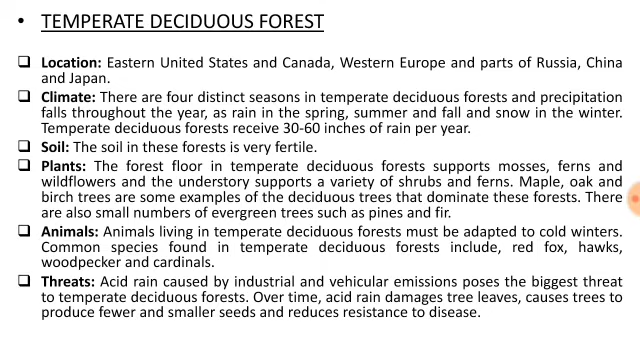 • TEMPERATE DECIDUOUS FOREST
❑ Location: Eastern United States and Canada, Western Europe and parts of Russia, China
and Japan.
❑ Climate: There are four distinct seasons in temperate deciduous forests and precipitation
falls throughout the year, as rain in the spring, summer and fall and snow in the winter.
Temperate deciduous forests receive 30-60 inches of rain per year.
❑ Soil: The soil in these forests is very fertile.
❑ Plants: The forest floor in temperate deciduous forests supports mosses, ferns and
wildflowers and the understory supports a variety of shrubs and ferns. Maple, oak and
birch trees are some examples of the deciduous trees that dominate these forests. There
are also small numbers of evergreen trees such as pines and fir.
❑ Animals: Animals living in temperate deciduous forests must be adapted to cold winters.
Common species found in temperate deciduous forests include, red fox, hawks,
woodpecker and cardinals.
❑ Threats: Acid rain caused by industrial and vehicular emissions poses the biggest threat
to temperate deciduous forests. Over time, acid rain damages tree leaves, causes trees to
produce fewer and smaller seeds and reduces resistance to disease.